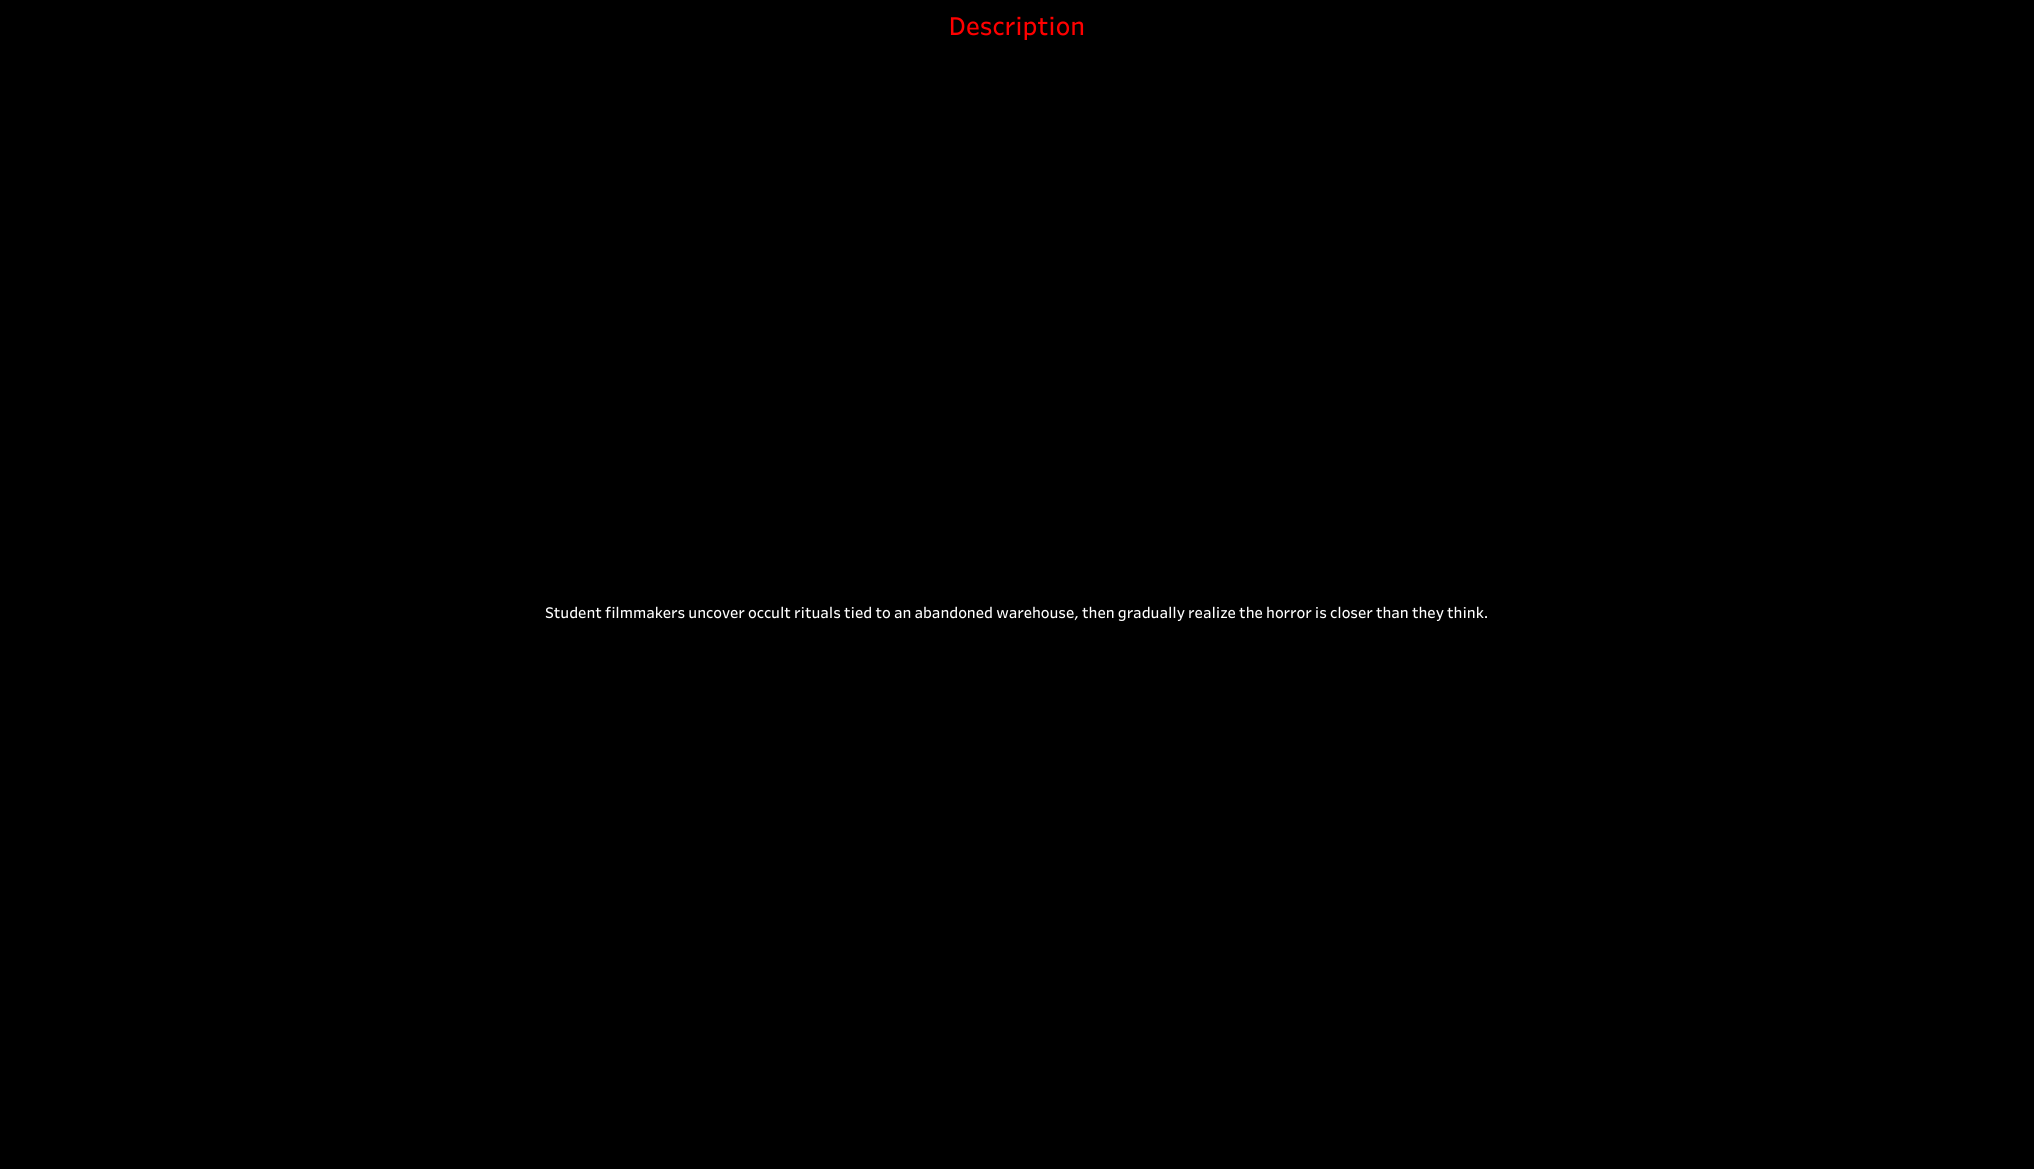 Description
Student filmmakers uncover occult rituals tied to an abandoned warehouse, then gradually realize the horror is closer than they think.